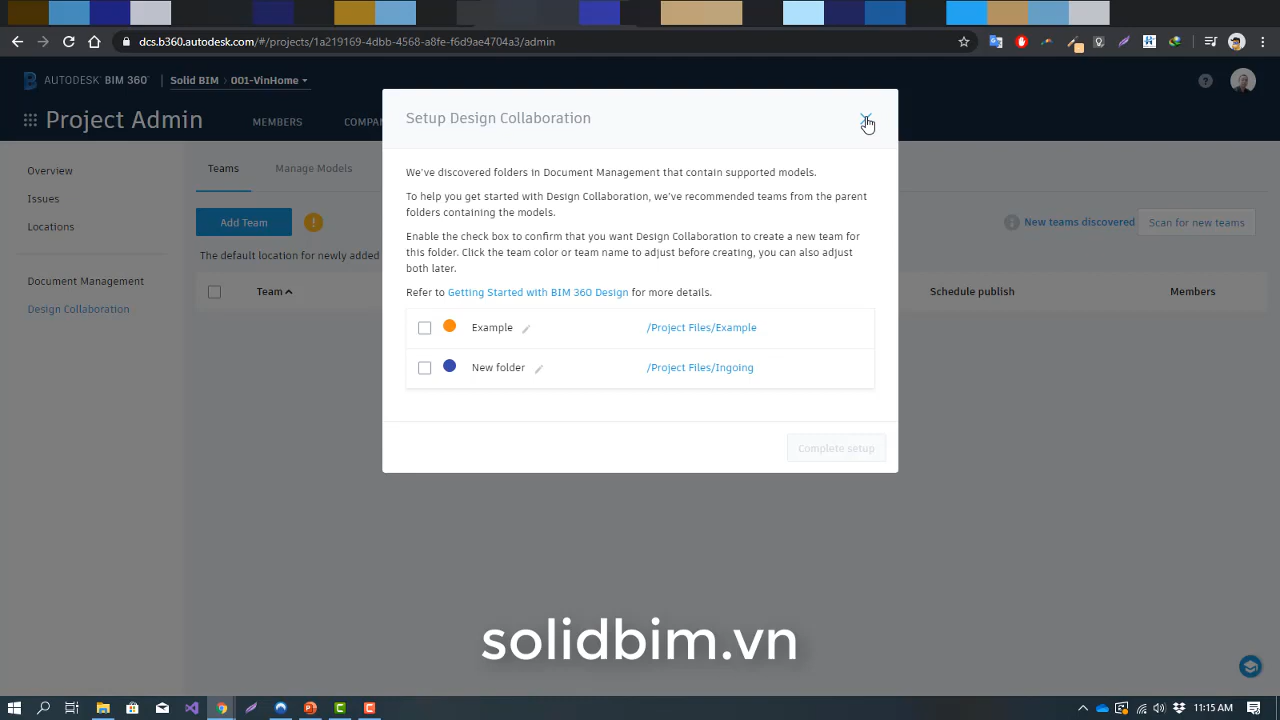 dcs.b360.autodesk.com/#/projects/1a219169-4dbb-4568-a8fe-f6d9ae4704a3/admin
AUTODESK® BIM 360™
Solid BIM > 001-VinHome
Project Admin
MEMBERS
COMPAN
Setup Design Collaboration
We've discovered folders in Document Management that contain supported models.
To help you get started with Design Collaboration, we've recommended teams from the parent
folders containing the models.
Enable the check box to confirm that you want Design Collaboration to create a new team for
this folder. Click the team color or team name to adjust before creating, you can also adjust
both later.
Refer to Getting Started with BIM 360 Design for more details.
Example /Project Files/Example
New folder /Project Files/Ingoing
Complete setup
Overview
Issues
Locations
Document Management
Design Collaboration
Teams
Manage Models
Add Team
New teams discovered
Scan for new teams
The default location for newly added
Team
Schedule publish
Members
solidbim.vn
11:15 AM